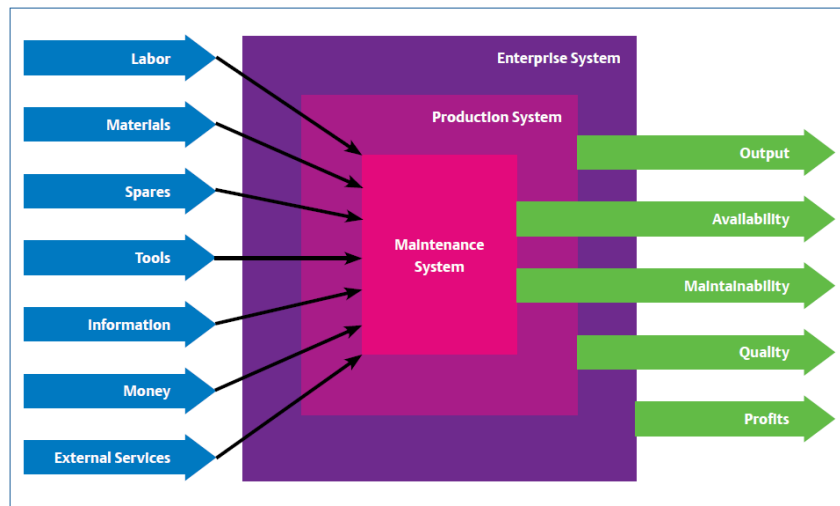 Labor
Materials
Spares
Tools
Information
Money
External Services
Enterprise System
Production System
Maintenance
System
Output
Availability
Maintainability
Quality
Profits